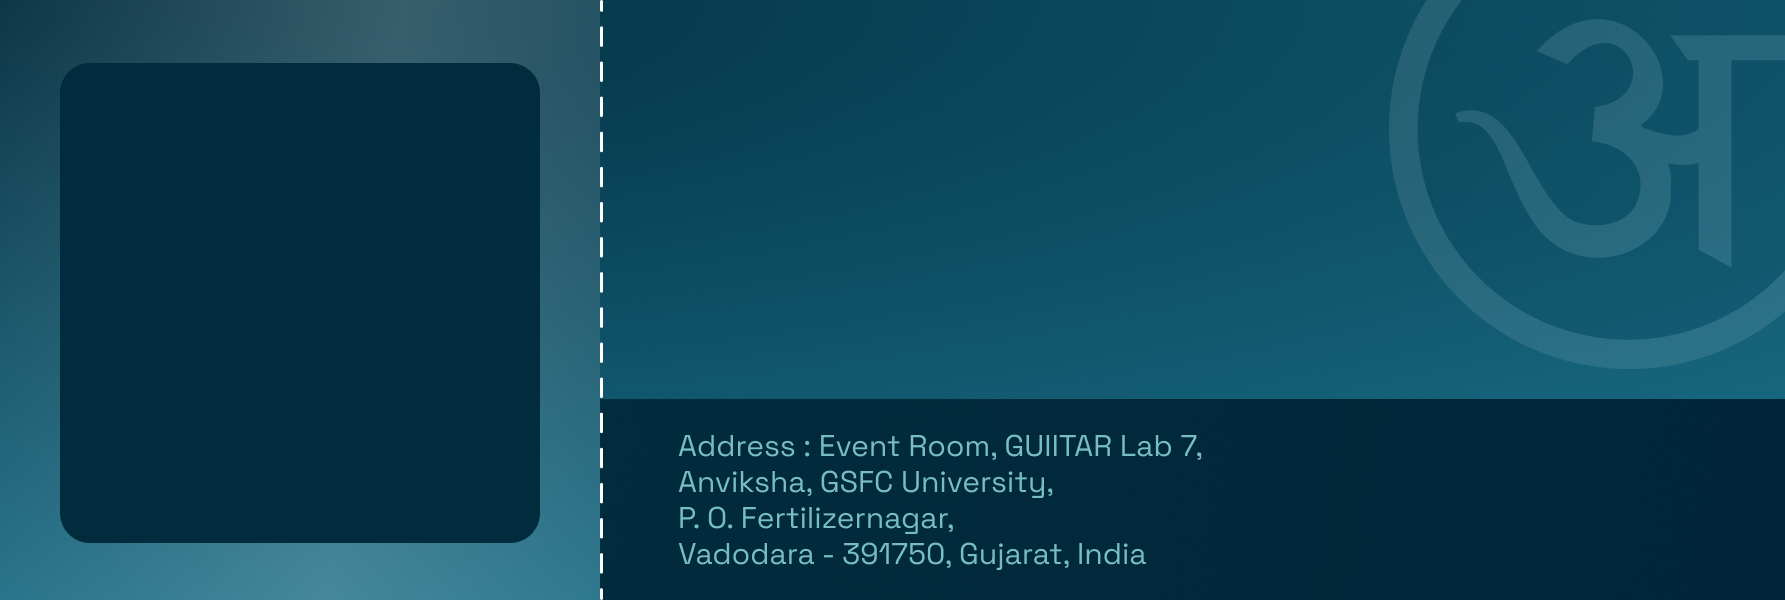 अ
Address : Event Room, GUIITAR Lab 7,
Anviksha, GSFC University,
P. O. Fertilizernagar,
Vadodara - 391750, Gujarat, India